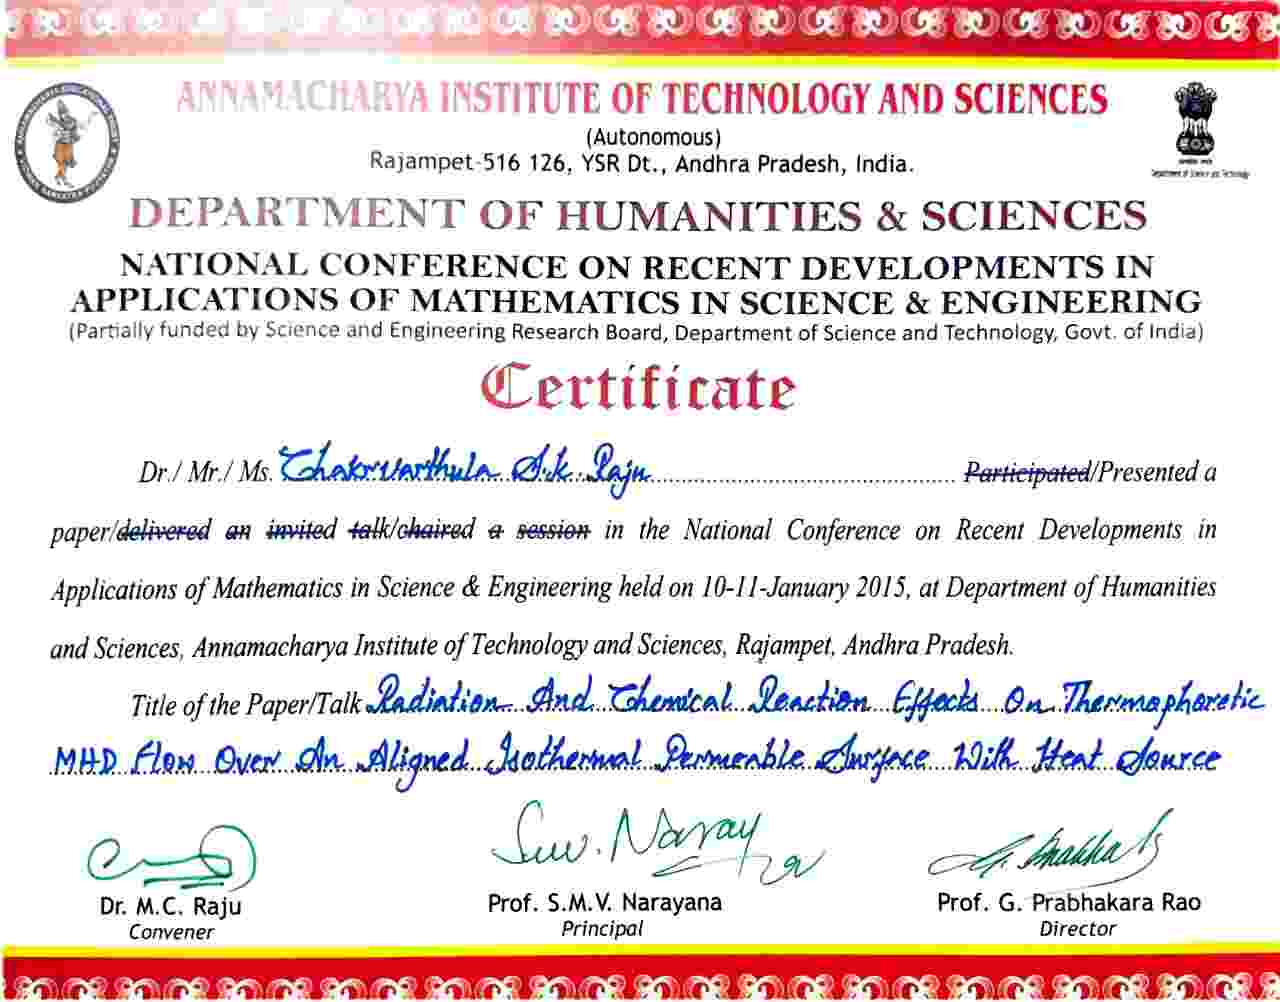 ANNAMACHARYA INSTITUTE OF TECHNOLOGY AND SCIENCES
(Autonomous)
Rajampet-516 126, YSR Dt., Andhra Pradesh, India.
Department of Science and Technology
DEPARTMENT OF HUMANITIES & SCIENCES
NATIONAL CONFERENCE ON RECENT DEVELOPMENTS IN
APPLICATIONS OF MATHEMATICS IN SCIENCE & ENGINEERING
(Partially funded by Science and Engineering Research Board, Department of Science and Technology, Govt. of India)
Certificate
Dr./ Mr./ Ms. Chakrvarthula S.k. Raju Participated/Presented a
paper/delivered an invited talk/chaired a session in the National Conference on Recent Developments in
Applications of Mathematics in Science & Engineering held on 10-11-January 2015, at Department of Humanities
and Sciences, Annamacharya Institute of Technology and Sciences, Rajampet, Andhra Pradesh.
Title of the Paper/Talk Radiation And Chemical Reaction Effects On Thermophoretic
MHD Flow Over An Aligned Isothermal Permeable Surface With Heat Source
Dr. M.C. Raju
Convener
Prof. S.M.V. Narayana
Principal
Prof. G. Prabhakara Rao
Director